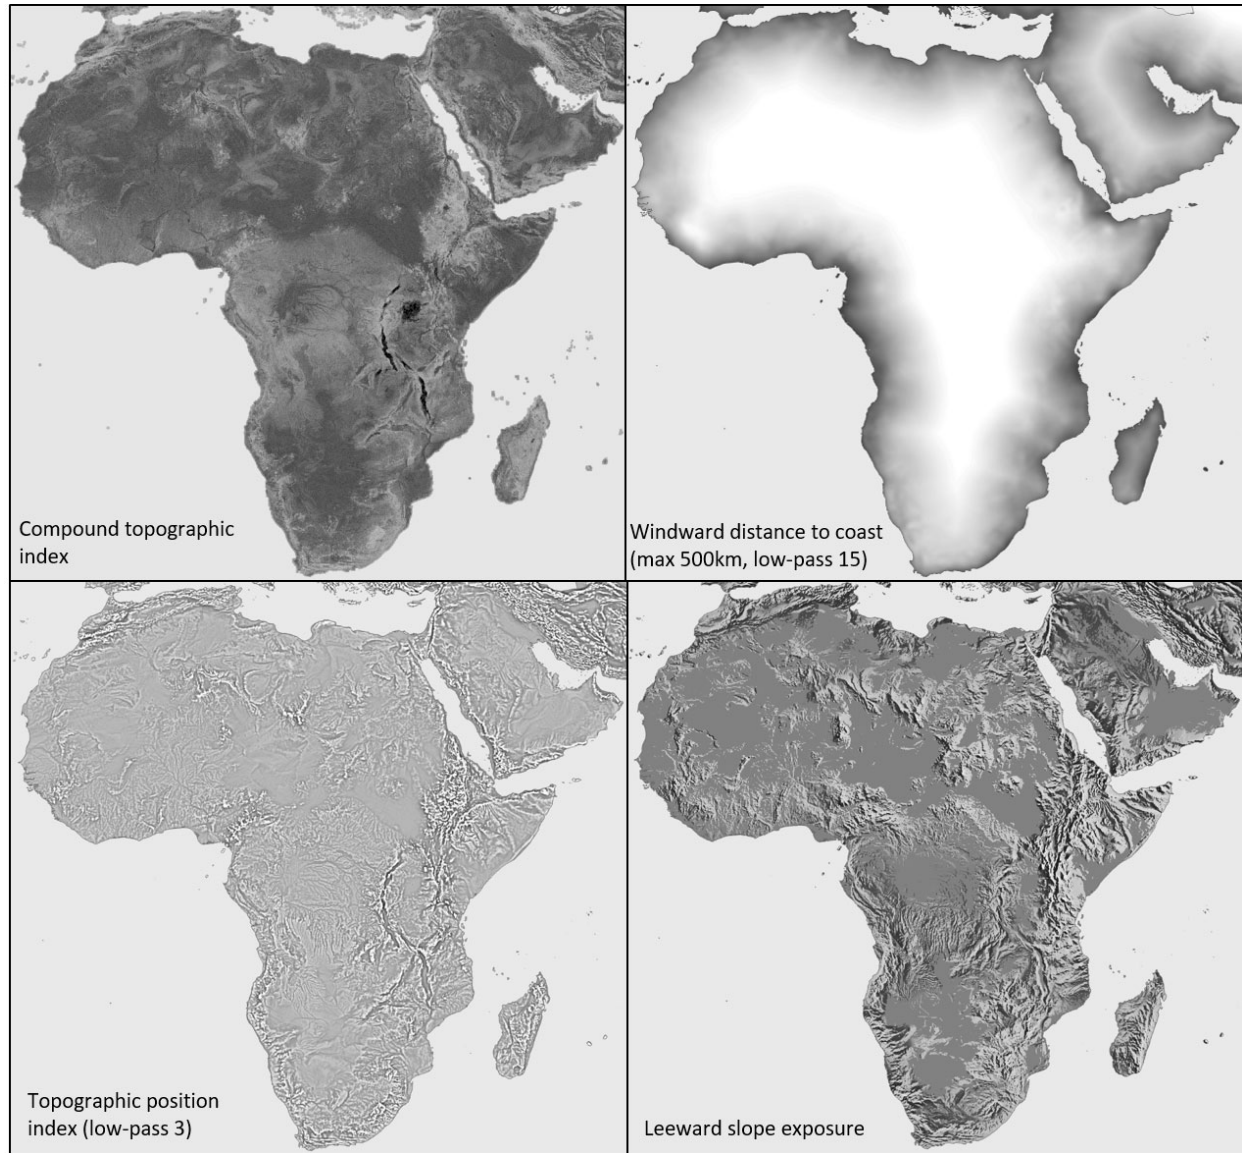 Compound topographic
index
Windward distance to coast
(max 500km, low-pass 15)
Topographic position
index (low-pass 3)
Leeward slope exposure